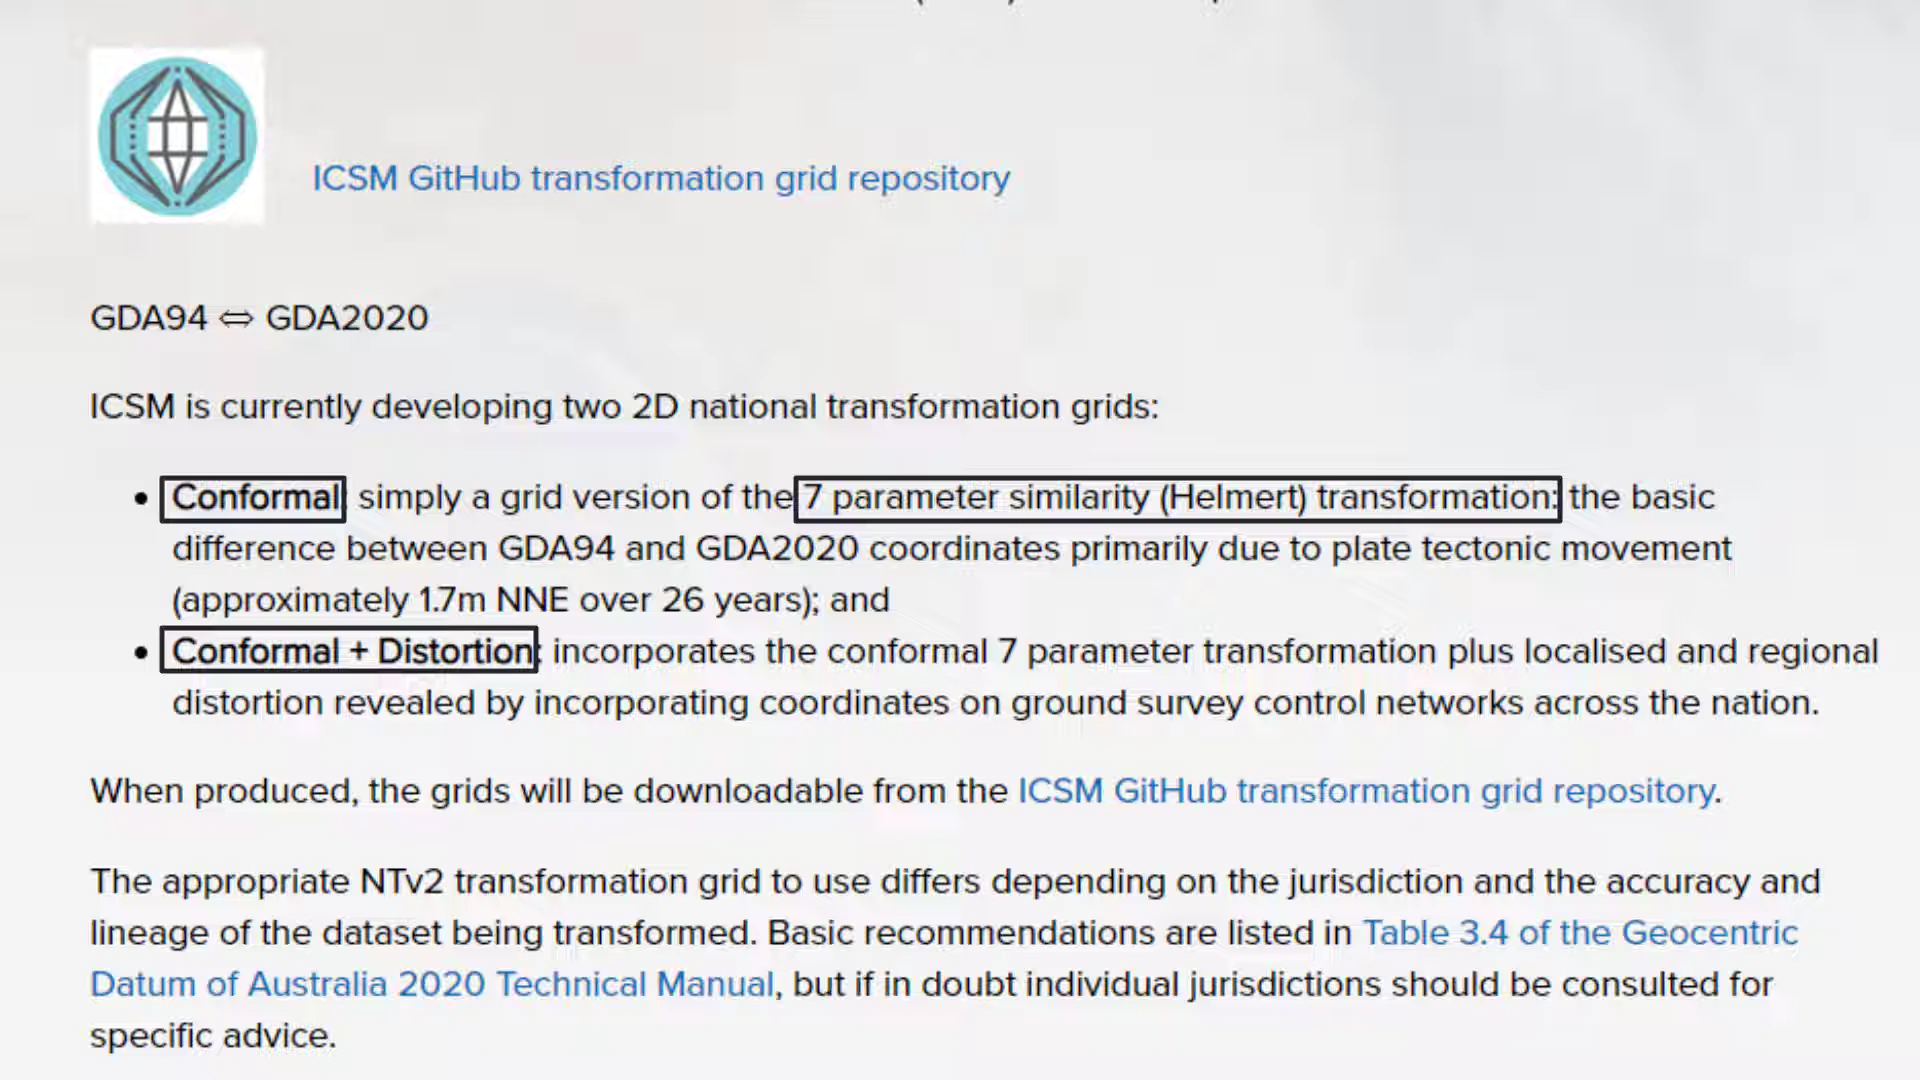 ICSM GitHub transformation grid repository
GDA94 ⇔ GDA2020
ICSM is currently developing two 2D national transformation grids:
• Conformal: simply a grid version of the 7 parameter similarity (Helmert) transformation: the basic
difference between GDA94 and GDA2020 coordinates primarily due to plate tectonic movement
(approximately 1.7m NNE over 26 years); and
• Conformal + Distortion: incorporates the conformal 7 parameter transformation plus localised and regional
distortion revealed by incorporating coordinates on ground survey control networks across the nation.
When produced, the grids will be downloadable from the ICSM GitHub transformation grid repository.
The appropriate NTv2 transformation grid to use differs depending on the jurisdiction and the accuracy and
lineage of the dataset being transformed. Basic recommendations are listed in Table 3.4 of the Geocentric
Datum of Australia 2020 Technical Manual, but if in doubt individual jurisdictions should be consulted for
specific advice.